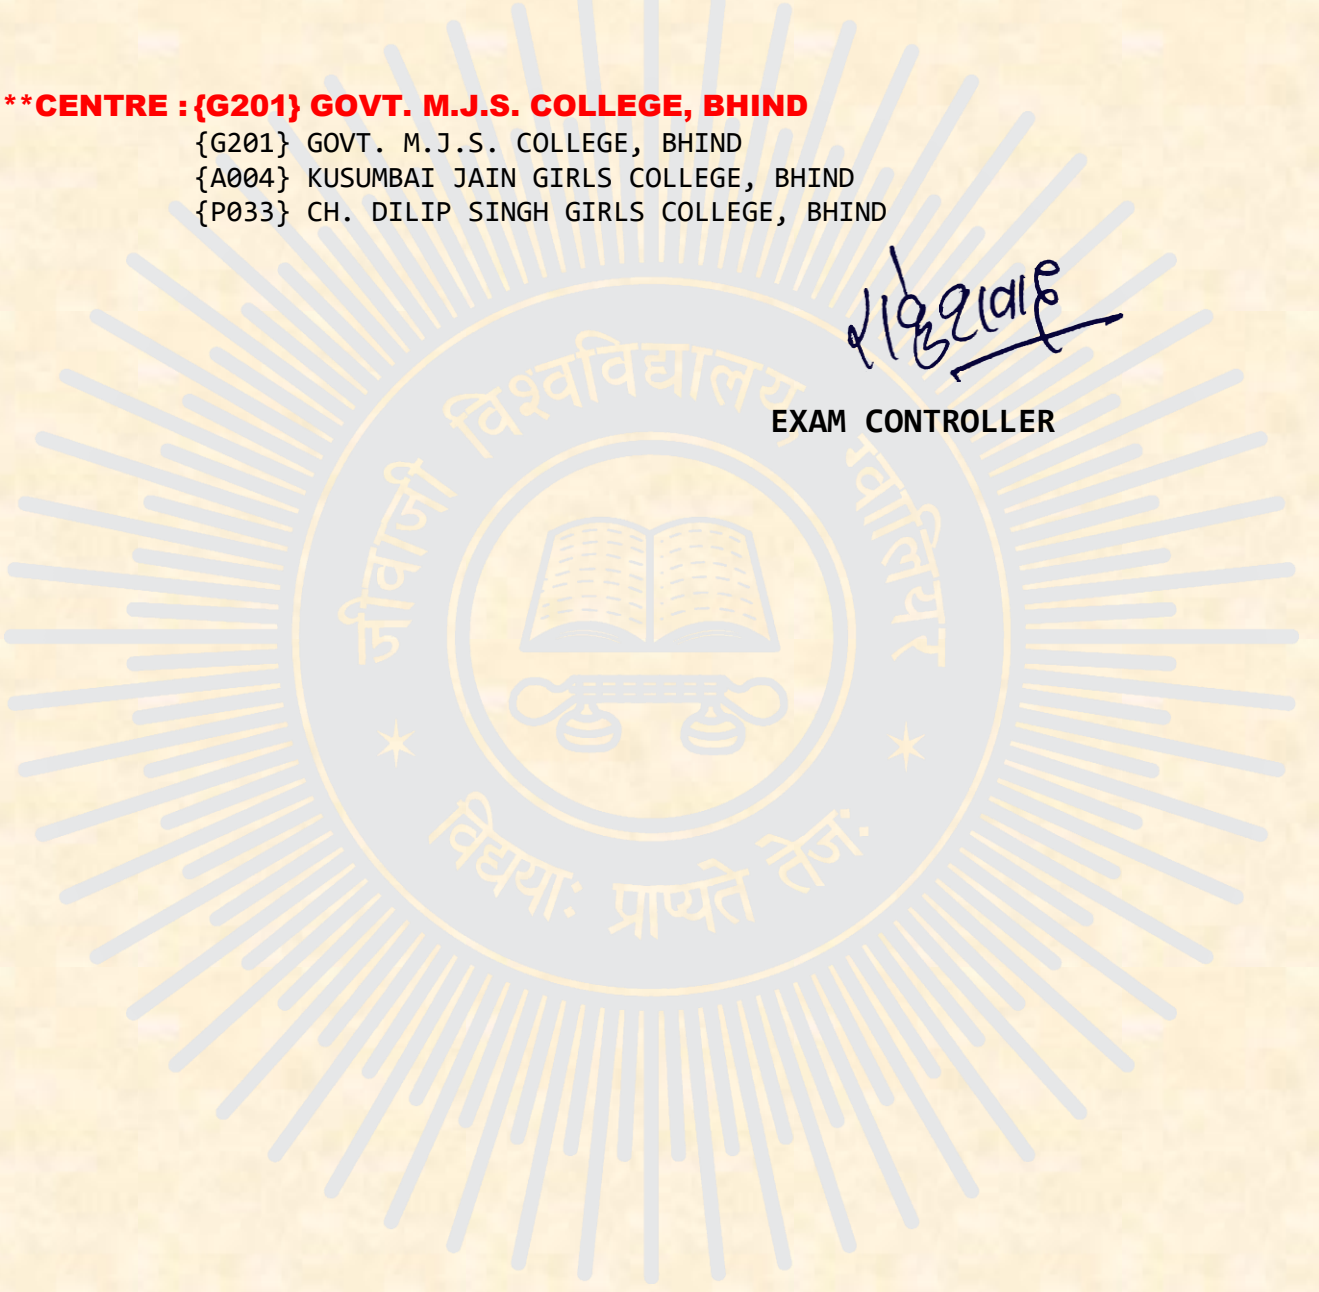 **CENTRE : {G201} GOVT. M.J.S. COLLEGE, BHIND
{G201} GOVT. M.J.S. COLLEGE, BHIND
{A004} KUSUMBAI JAIN GIRLS COLLEGE, BHIND
{P033} CH. DILIP SINGH GIRLS COLLEGE, BHIND
EXAM CONTROLLER
जीवाजी विश्वविद्यालय ग्वालियर
विद्यया: प्राप्यते तेज: